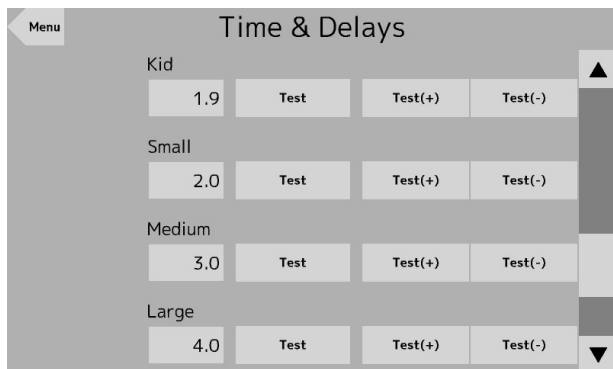 Menu
Time & Delays
Kid
1.9 Test Test(+) Test(-)
Small
2.0 Test Test(+) Test(-)
Medium
3.0 Test Test(+) Test(-)
Large
4.0 Test Test(+) Test(-)